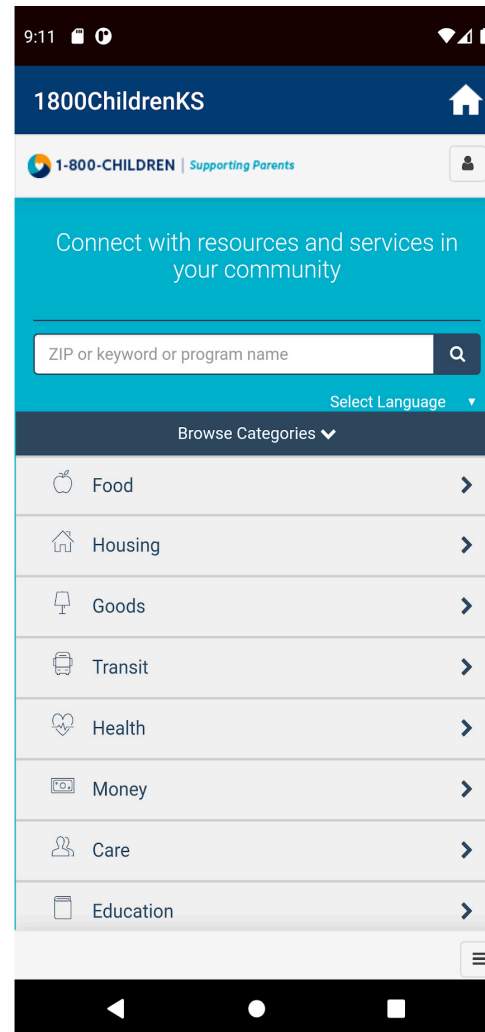 9:11
1800ChildrenKS
1-800-CHILDREN | Supporting Parents
Connect with resources and services in
your community
ZIP or keyword or program name
Select Language ▼
Browse Categories
Food
Housing
Goods
Transit
Health
Money
Care
Education